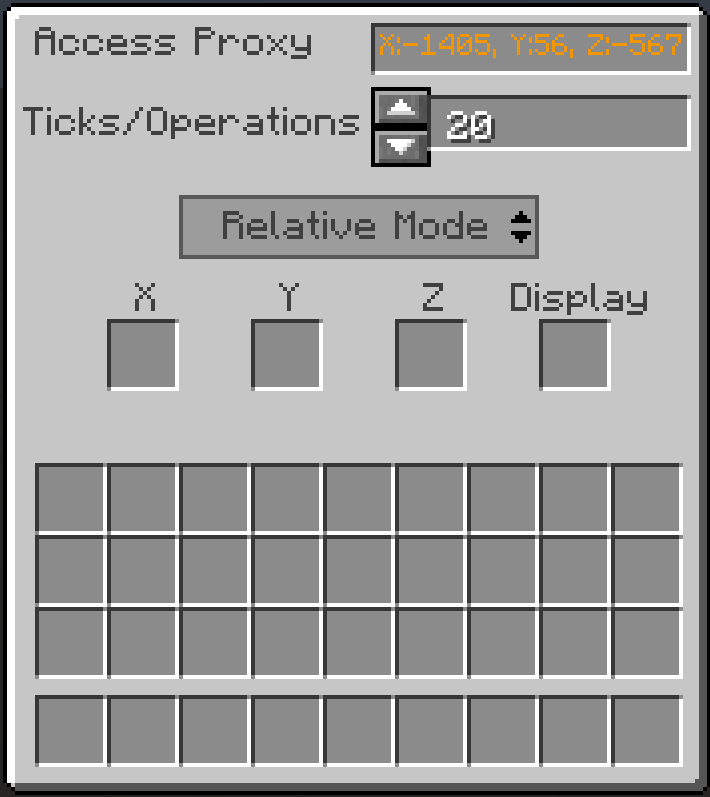 Access Proxy X:-1405, Y:56, Z:-567
Ticks/Operations 20
Relative Mode
X Y Z Display